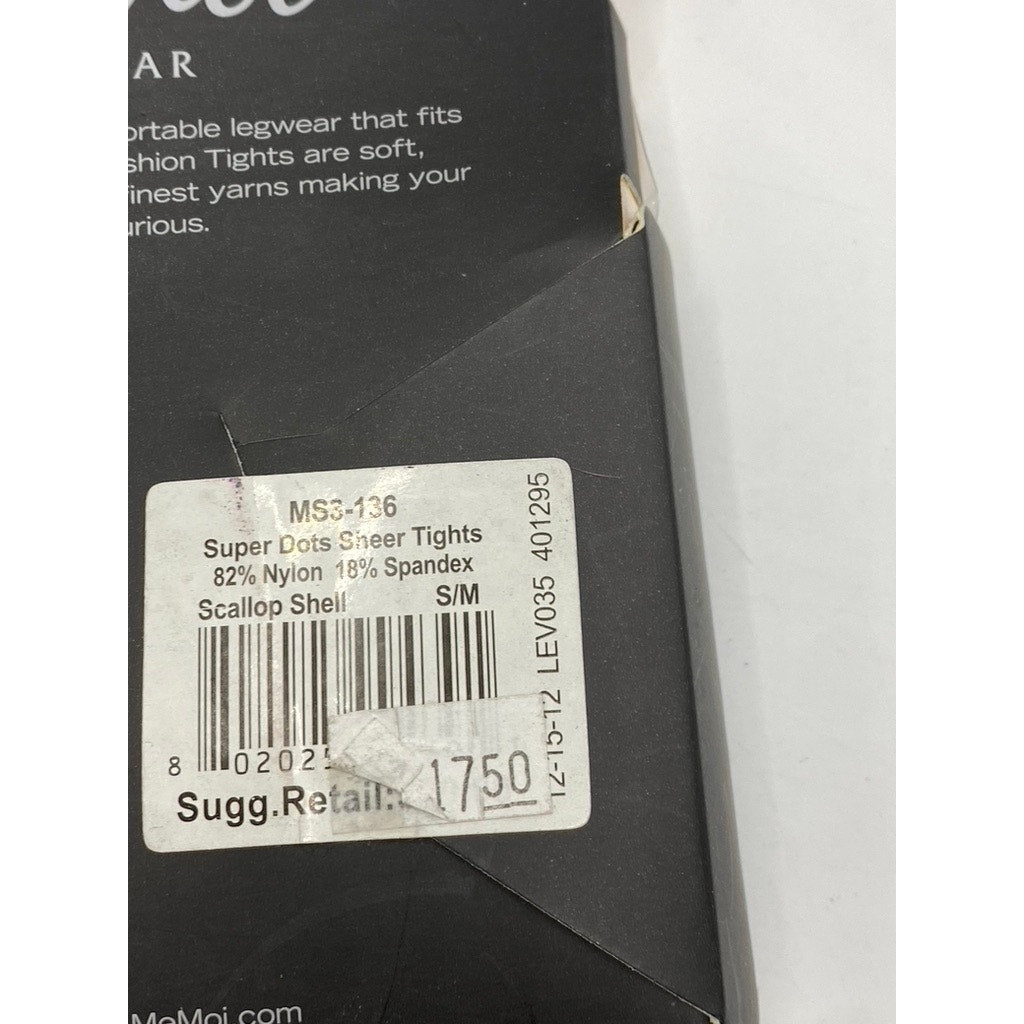 AR
ortable legwear that fits
shion Tights are soft,
finest yarns making your
urious.
MS3-136
Super Dots Sheer Tights
82% Nylon 18% Spandex
Scallop Shell S/M
8 02025
Sugg.Retail:
1750
12-15-12 LEV035 401295
MeMoi.com